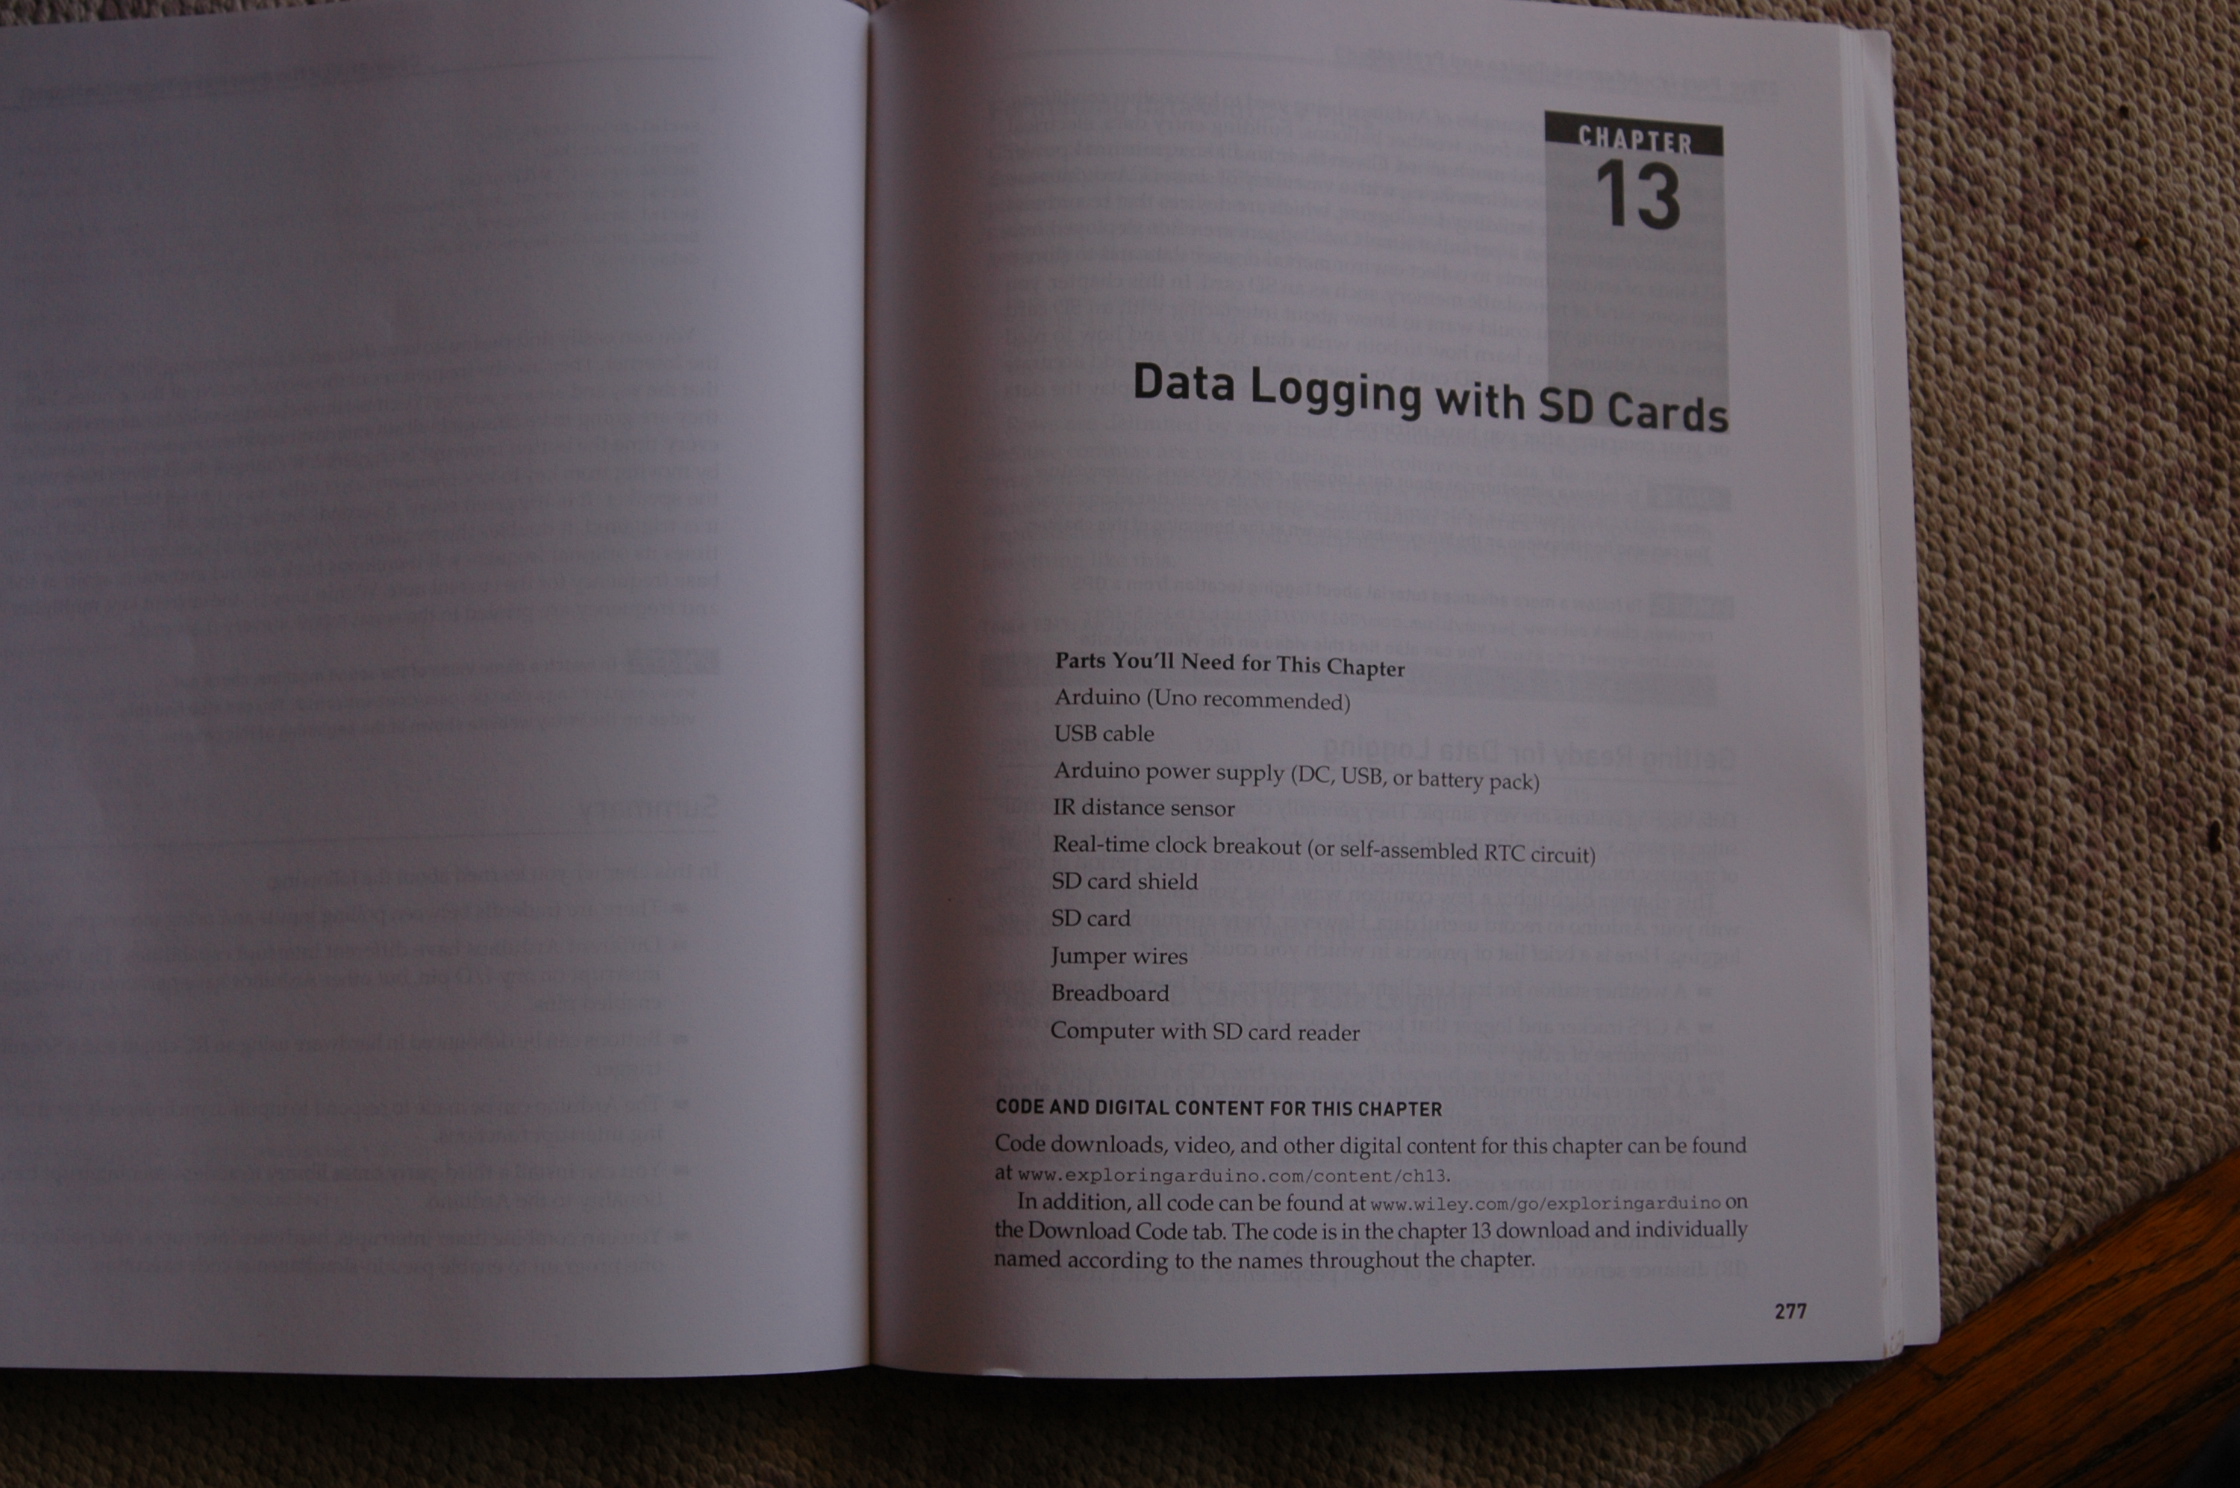 CHAPTER
13
Data Logging with SD Cards
Parts You'll Need for This Chapter
Arduino (Uno recommended)
USB cable
Arduino power supply (DC, USB, or battery pack)
IR distance sensor
Real-time clock breakout (or self-assembled RTC circuit)
SD card shield
SD card
Jumper wires
Breadboard
Computer with SD card reader
CODE AND DIGITAL CONTENT FOR THIS CHAPTER
Code downloads, video, and other digital content for this chapter can be found
at www.exploringarduino.com/content/ch13.
In addition, all code can be found at www.wiley.com/go/exploringarduino on
the Download Code tab. The code is in the chapter 13 download and individually
named according to the names throughout the chapter.
277